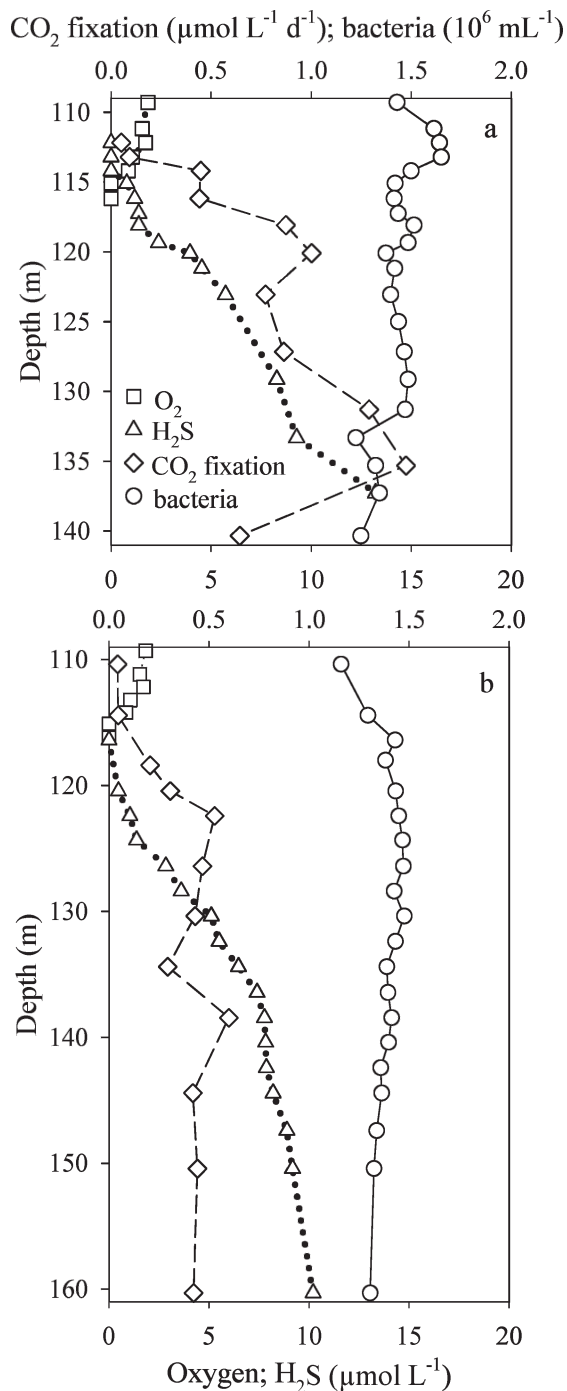 CO₂ fixation (µmol L⁻¹ d⁻¹); bacteria (10⁶ mL⁻¹)
0.0 0.5 1.0 1.5 2.0
110
115
120
125
130
135
140
Depth (m)
a
O₂
H₂S
CO₂ fixation
bacteria
0 5 10 15 20
0.0 0.5 1.0 1.5 2.0
110
120
130
140
150
160
Depth (m)
b
0 5 10 15 20
Oxygen; H₂S (µmol L⁻¹)